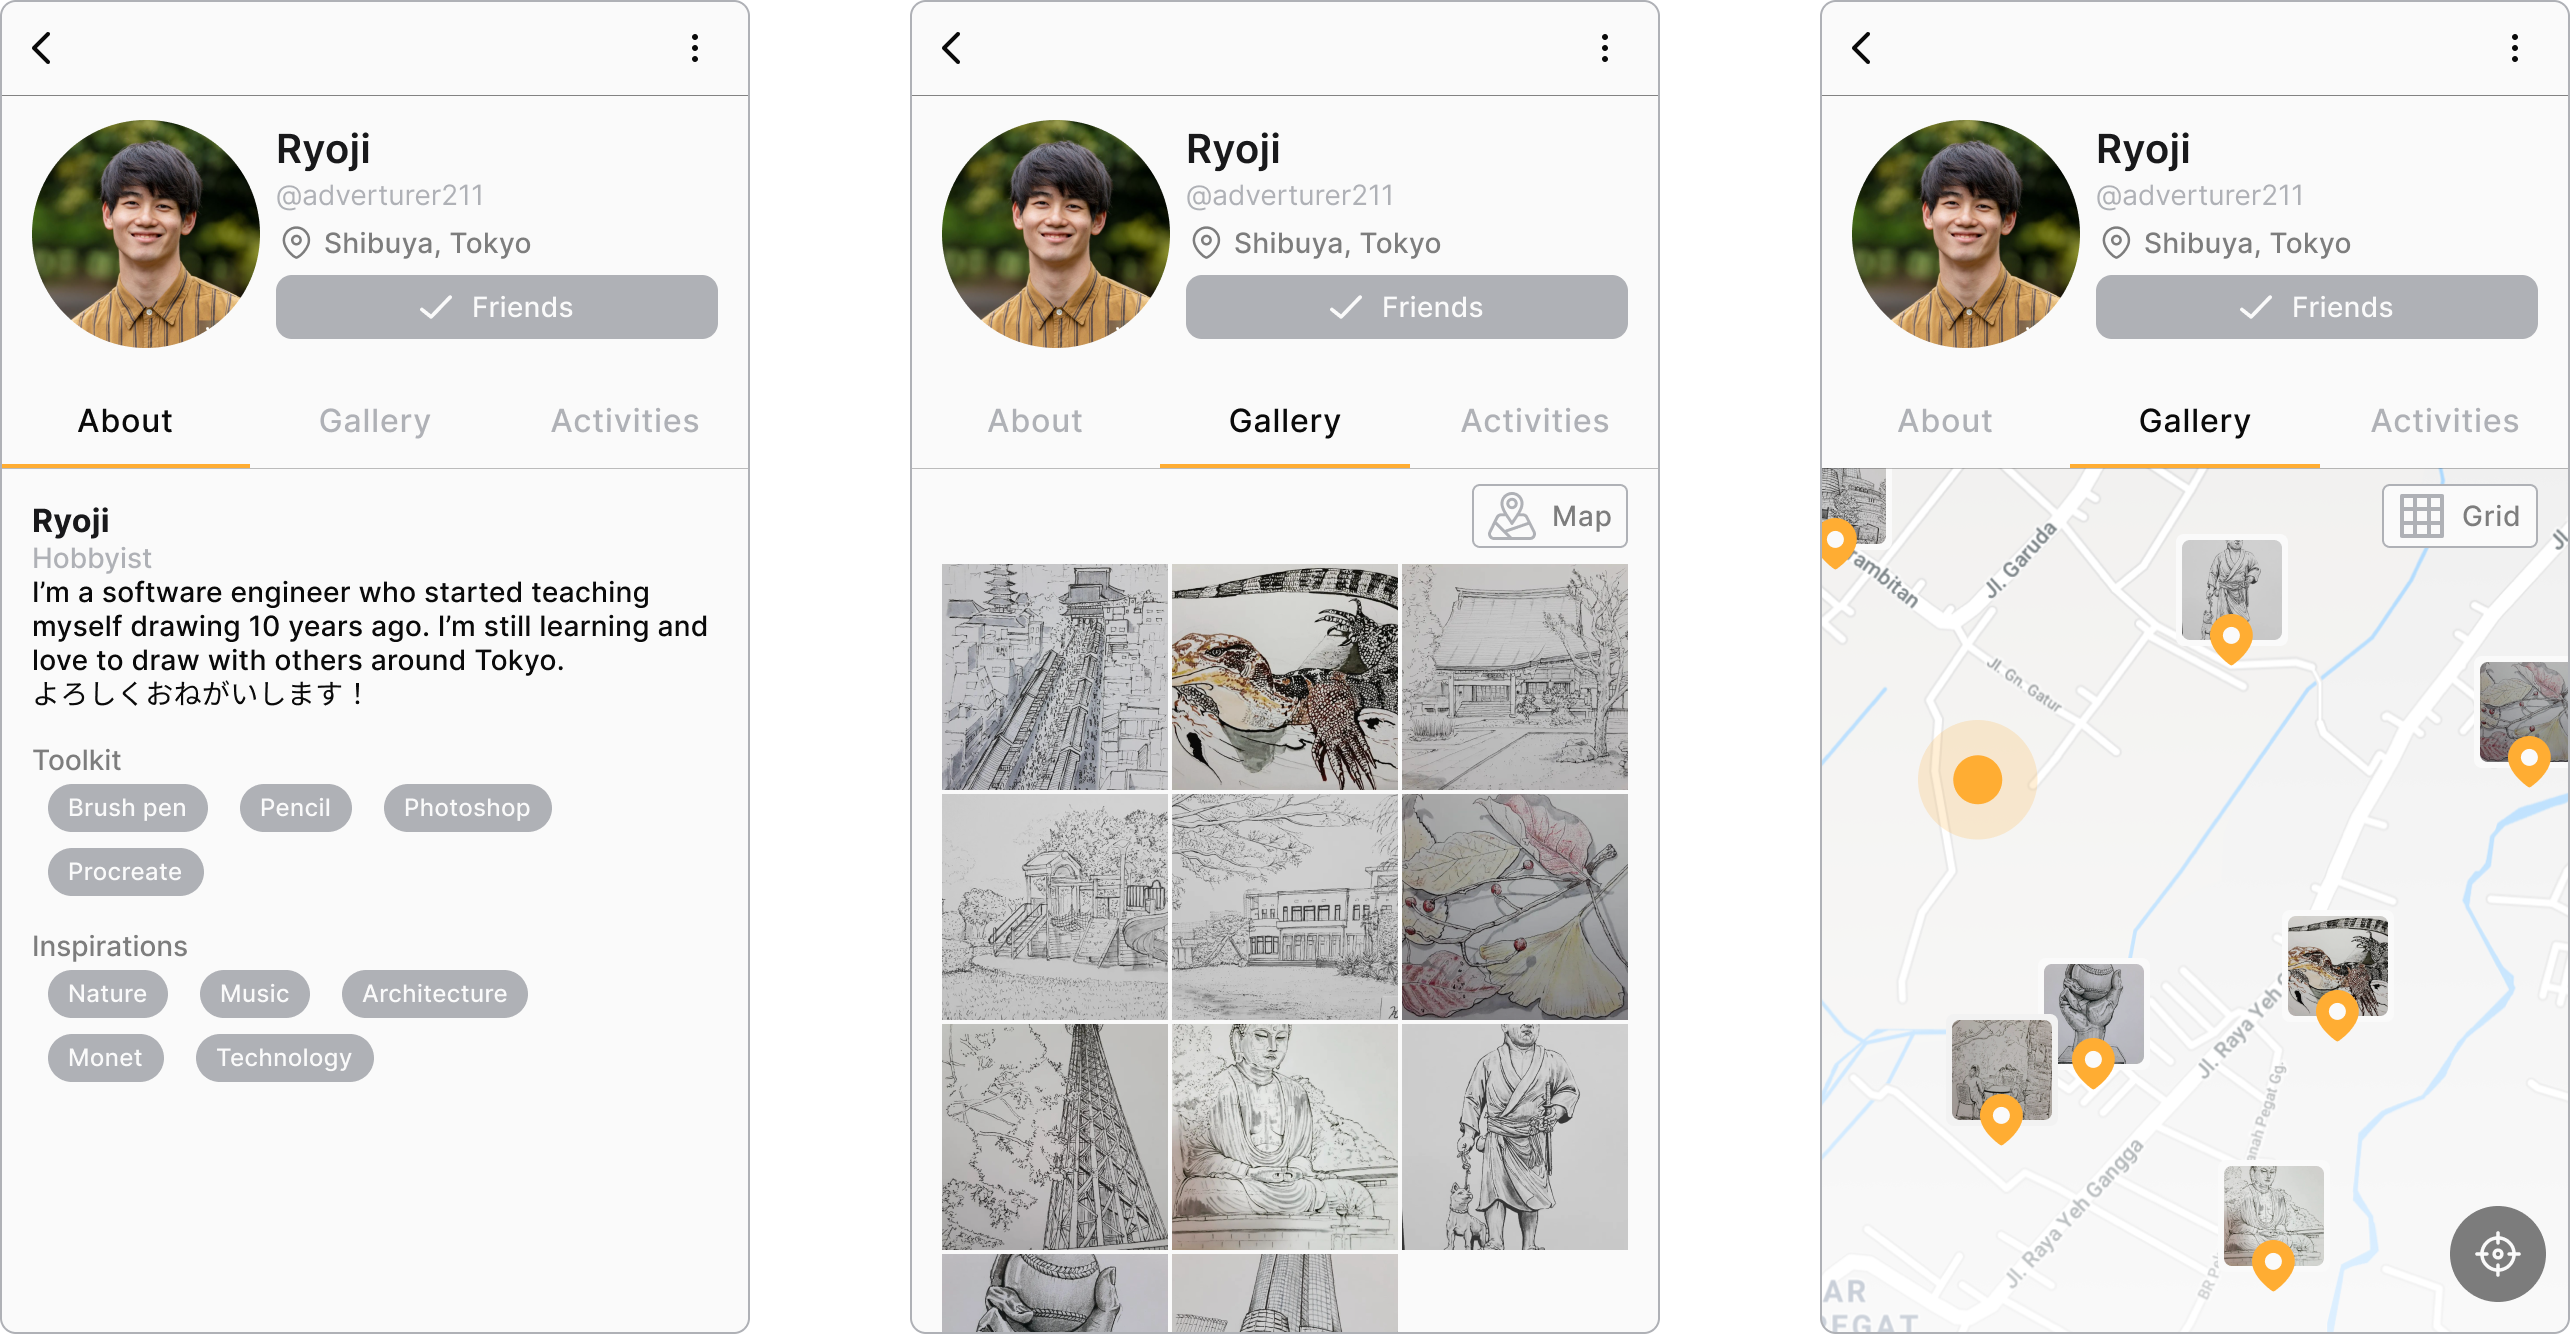 Ryoji
@adverturer211
Shibuya, Tokyo
Friends
About Gallery Activities
Ryoji
Hobbyist
I’m a software engineer who started teaching
myself drawing 10 years ago. I’m still learning and
love to draw with others around Tokyo.
よろしくおねがいします！
Toolkit
Brush pen Pencil Photoshop
Procreate
Inspirations
Nature Music Architecture
Monet Technology
Ryoji
@adverturer211
Shibuya, Tokyo
Friends
About Gallery Activities
Map
Ryoji
@adverturer211
Shibuya, Tokyo
Friends
About Gallery Activities
Grid
Jl.
Jl. Garuda
rambitan
Jl. Gn. Gatur
Jl. Raya Yeh G
anah Pegat Gg.
Jl. Raya Yeh Gangga
AR
PEGAT